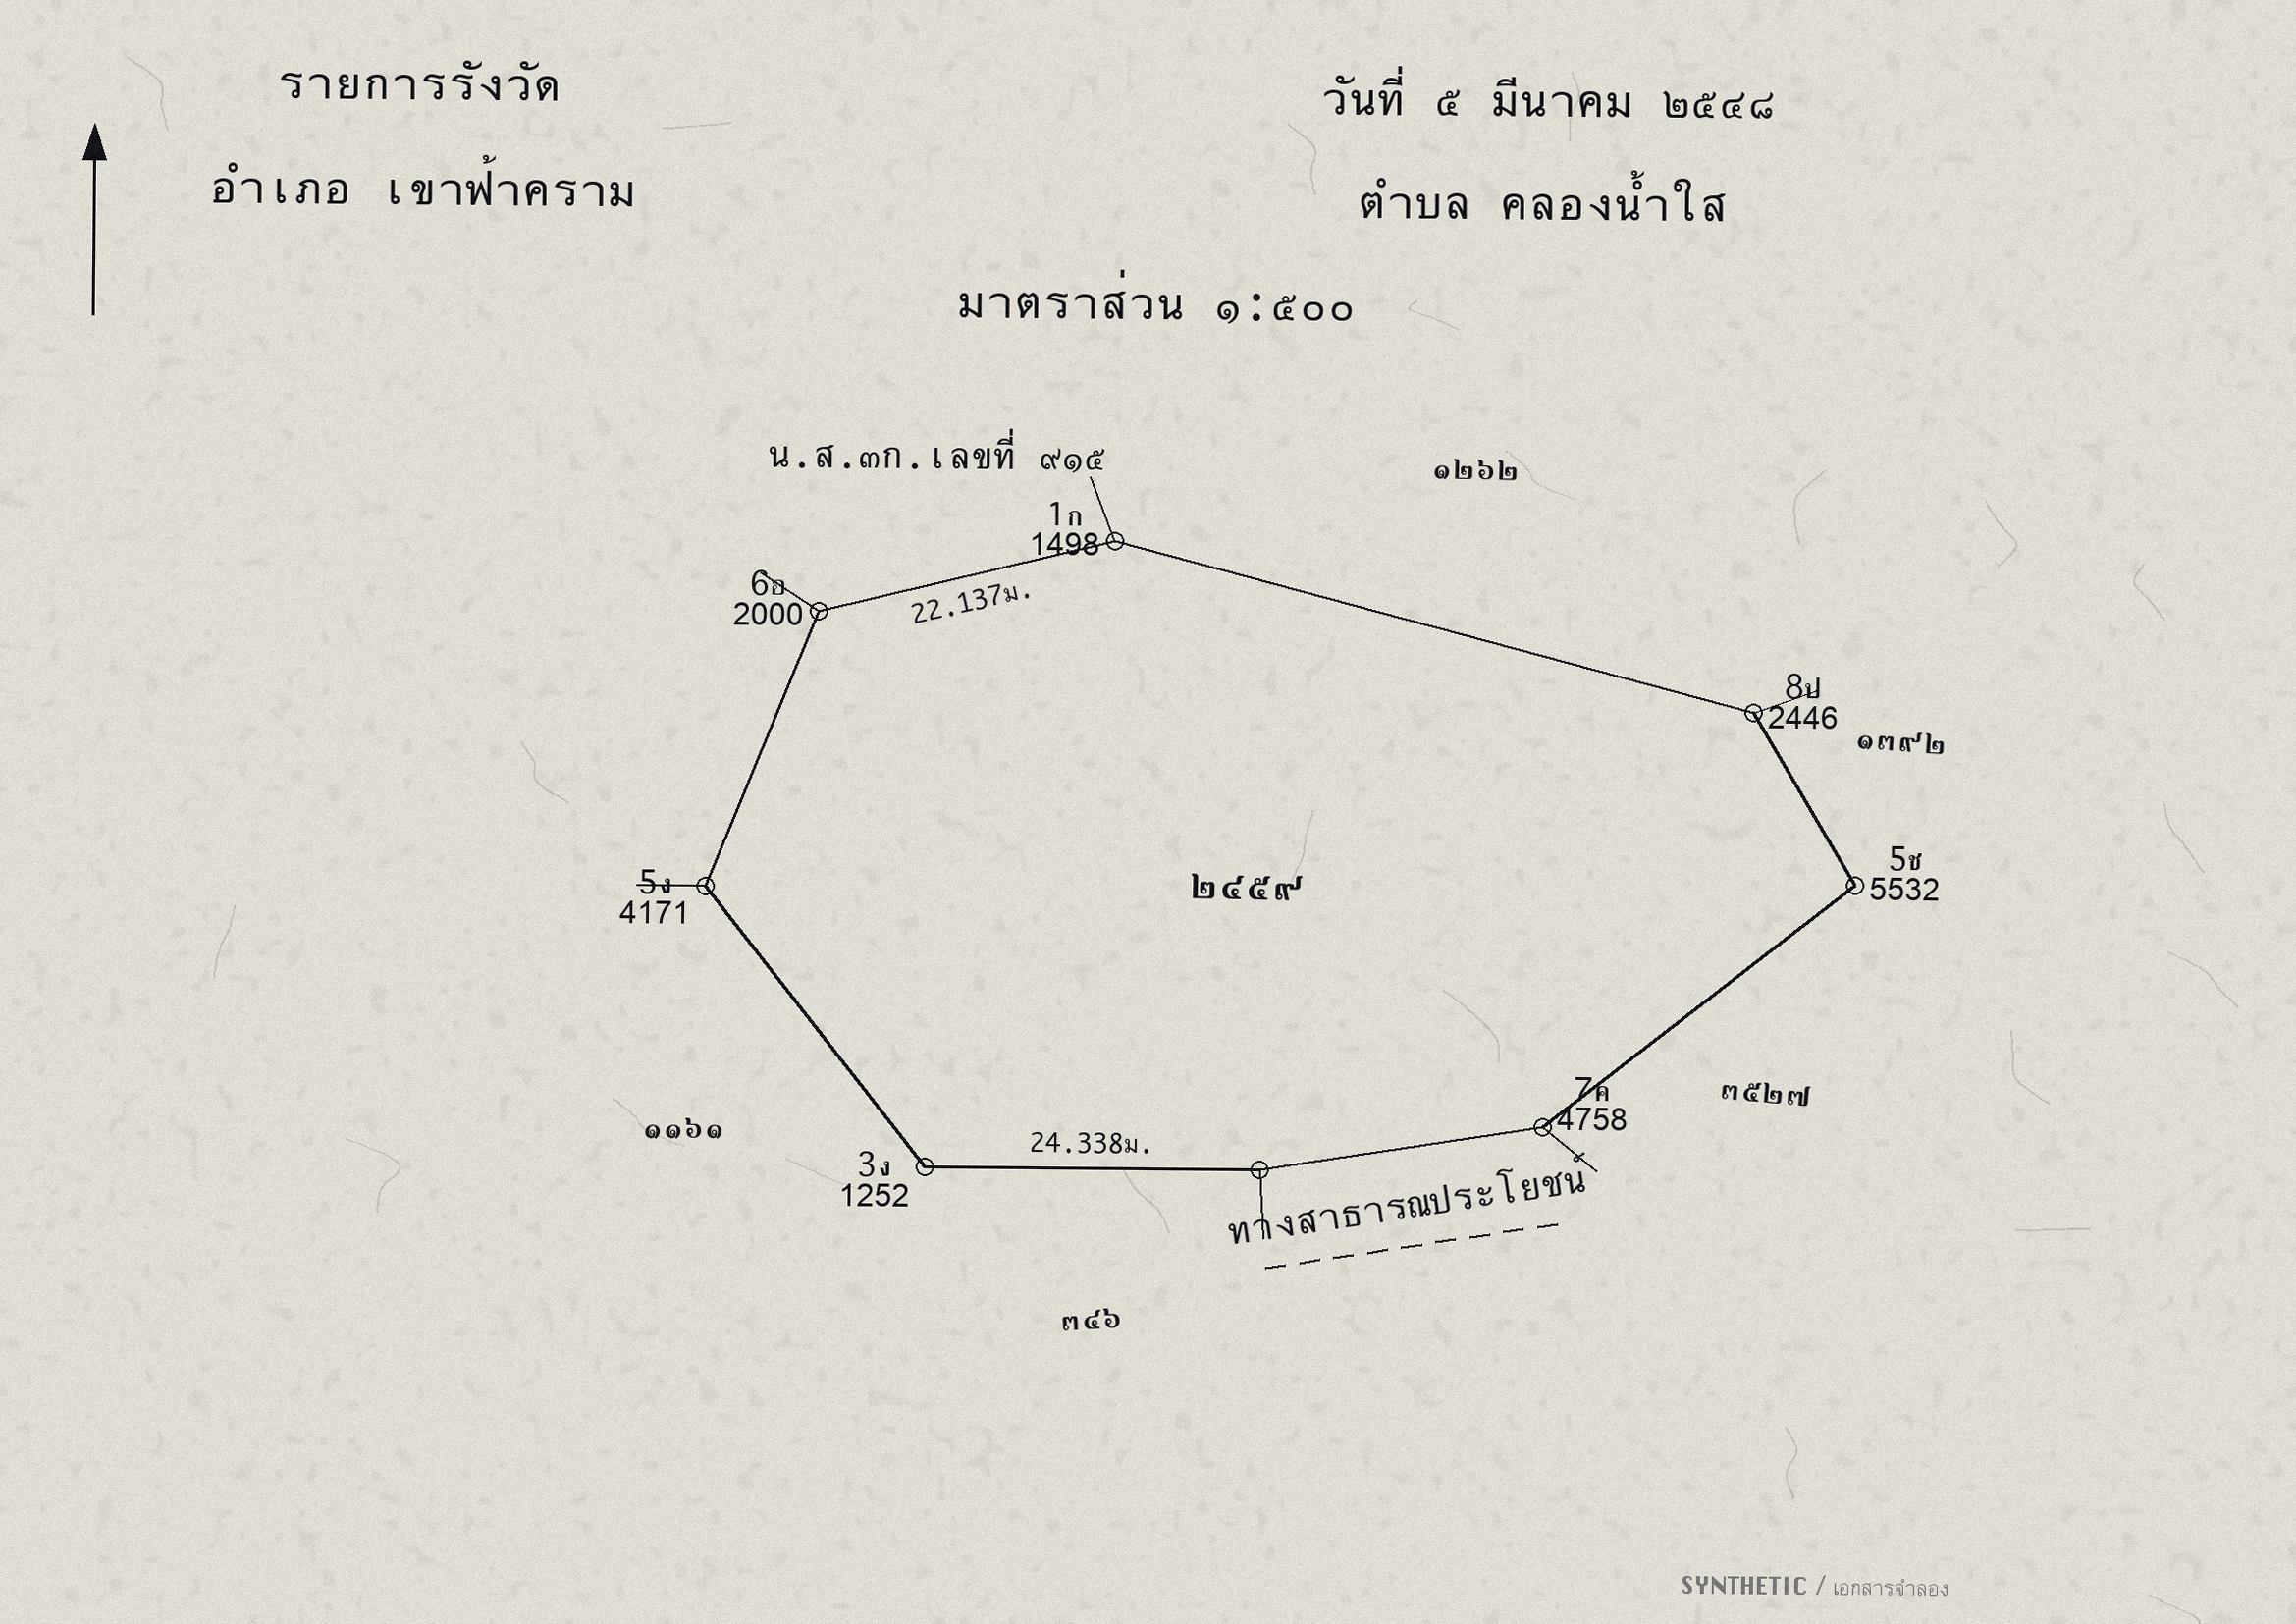 รายการรังวัด
วันที่ ๕ มีนาคม ๒๕๔๘
อำเภอ เขาฟ้าคราม
ตำบล คลองน้ำใส
มาตราส่วน ๑:๕๐๐
น.ส.๓ก.เลขที่ ๙๑๕
๑๒๖๒
1ก
1498
6อ
2000
22.137ม.
8ป
2446
๑๓๙๒
5ช
5532
5ง
4171
๒๔๕๙
7ค
4758
๓๕๒๗
๑๑๖๑
24.338ม.
3ง
1252
ทางสาธารณประโยชน์
๓๔๖
SYNTHETIC / เอกสารจำลอง